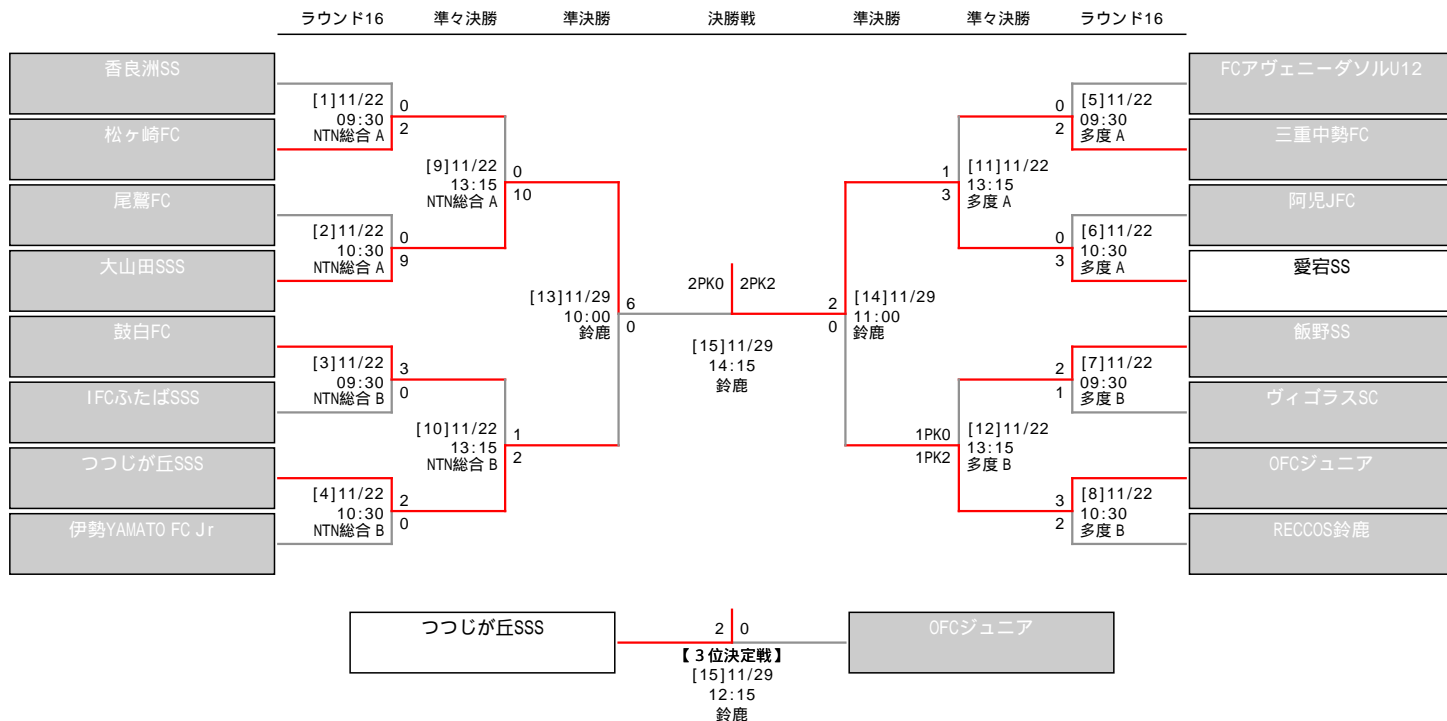 ラウンド16 準々決勝 準決勝 決勝戦 準決勝 準々決勝 ラウンド16
香良洲SS
[1]11/22
09:30
NTN総合 A
0
2
松ヶ崎FC
[9]11/22
13:15
NTN総合 A
0
10
尾鷲FC
[2]11/22
10:30
NTN総合 A
0
9
大山田SSS
[13]11/29
10:00
鈴鹿
6
0
鼓白FC
[3]11/22
09:30
NTN総合 B
3
0
IFCふたばSSS
[10]11/22
13:15
NTN総合 B
1
2
つつじが丘SSS
[4]11/22
10:30
NTN総合 B
2
0
伊勢YAMATO FC Jr
2PK0 2PK2
[15]11/29
14:15
鈴鹿
FCアヴェニーダソルU12
0
2
[5]11/22
09:30
多度 A
三重中勢FC
1
3
[11]11/22
13:15
多度 A
阿児JFC
0
3
[6]11/22
10:30
多度 A
愛宕SS
2
0
[14]11/29
11:00
鈴鹿
飯野SS
2
1
[7]11/22
09:30
多度 B
ヴィゴラスSC
1PK0
1PK2
[12]11/22
13:15
多度 B
OFCジュニア
3
2
[8]11/22
10:30
多度 B
RECCOS鈴鹿
つつじが丘SSS
2 0
OFCジュニア
【３位決定戦】
[15]11/29
12:15
鈴鹿